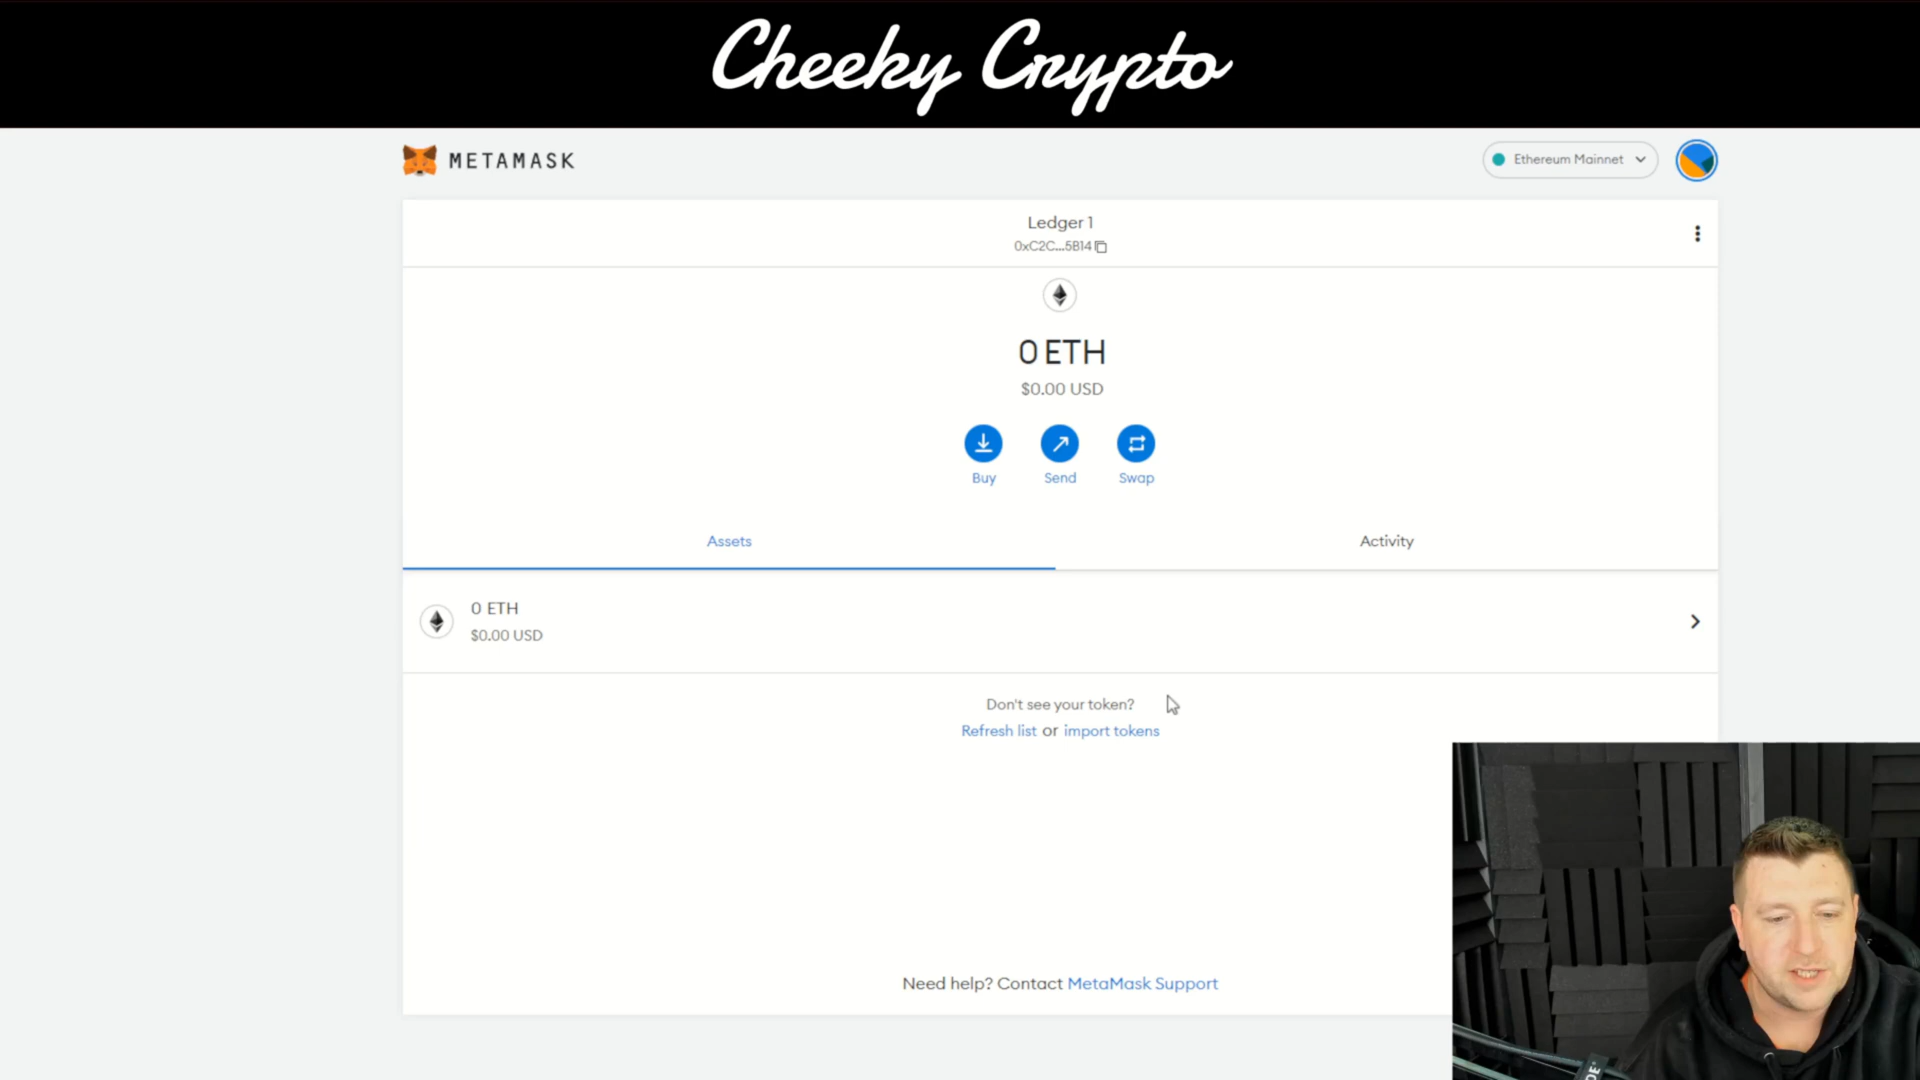 Cheeky Crypto
METAMASK
Ethereum Mainnet
Ledger 1
0xC2C...5B14
0 ETH
$0.00 USD
Buy
Send
Swap
Assets
Activity
0 ETH
$0.00 USD
Don't see your token?
Refresh list or import tokens
Need help? Contact MetaMask Support